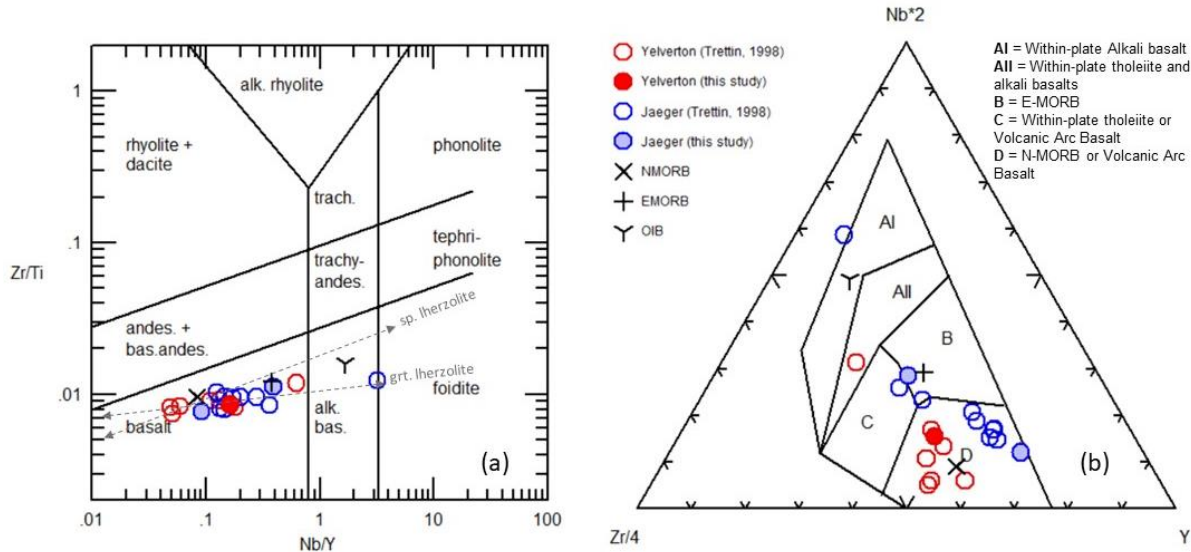 alk. rhyolite
rhyolite +
dacite
phonolite
trach.
tephri-
phonolite
trachy-
andes.
andes. +
bas.andes.
sp. lherzolite
grt. lherzolite
foidite
basalt
alk.
bas.
(a)
Zr/Ti
1
.1
.01
.01
.1
1
10
100
Nb/Y
Yelverton (Trettin, 1998)
Yelverton (this study)
Jaeger (Trettin, 1998)
Jaeger (this study)
NMORB
EMORB
OIB
Nb*2
AI
AII
B
C
D
(b)
Zr/4
Y
AI = Within-plate Alkali basalt
AII = Within-plate tholeiite and
alkali basalts
B = E-MORB
C = Within-plate tholeiite or
Volcanic Arc Basalt
D = N-MORB or Volcanic Arc
Basalt